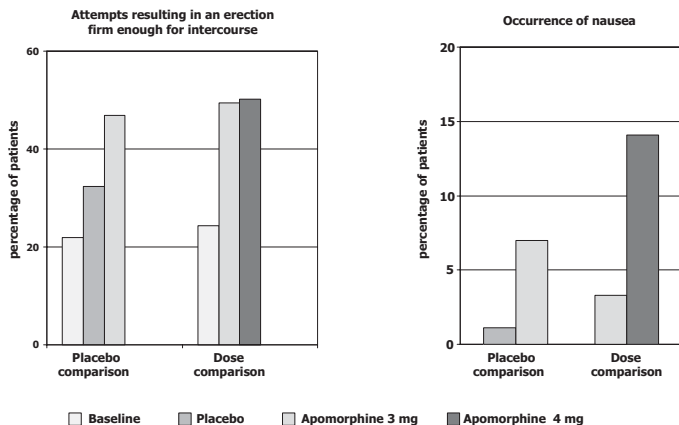 Attempts resulting in an erection
firm enough for intercourse
percentage of patients
60
40
20
0
Placebo
comparison
Dose
comparison
Occurrence of nausea
percentage of patients
20
15
10
5
0
Placebo
comparison
Dose
comparison
Baseline
Placebo
Apomorphine 3 mg
Apomorphine 4 mg